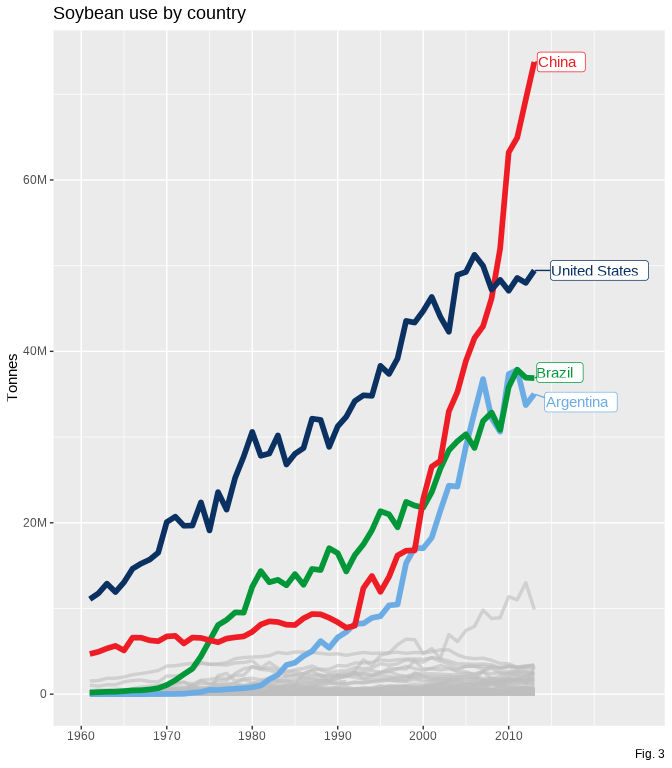 Soybean use by country
China
60M
United States
Brazil
Argentina
40M
20M
0
Tonnes
1960
1970
1980
1990
2000
2010
Fig. 3